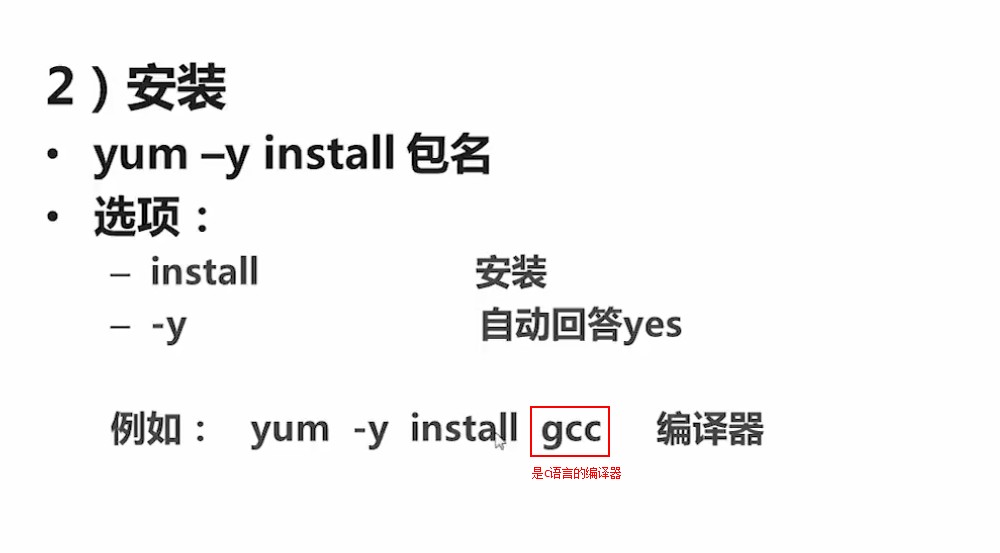 2）安装
• yum –y install 包名
• 选项：
– install 安装
– -y 自动回答yes
例如： yum -y install gcc 编译器
是c语言的编译器